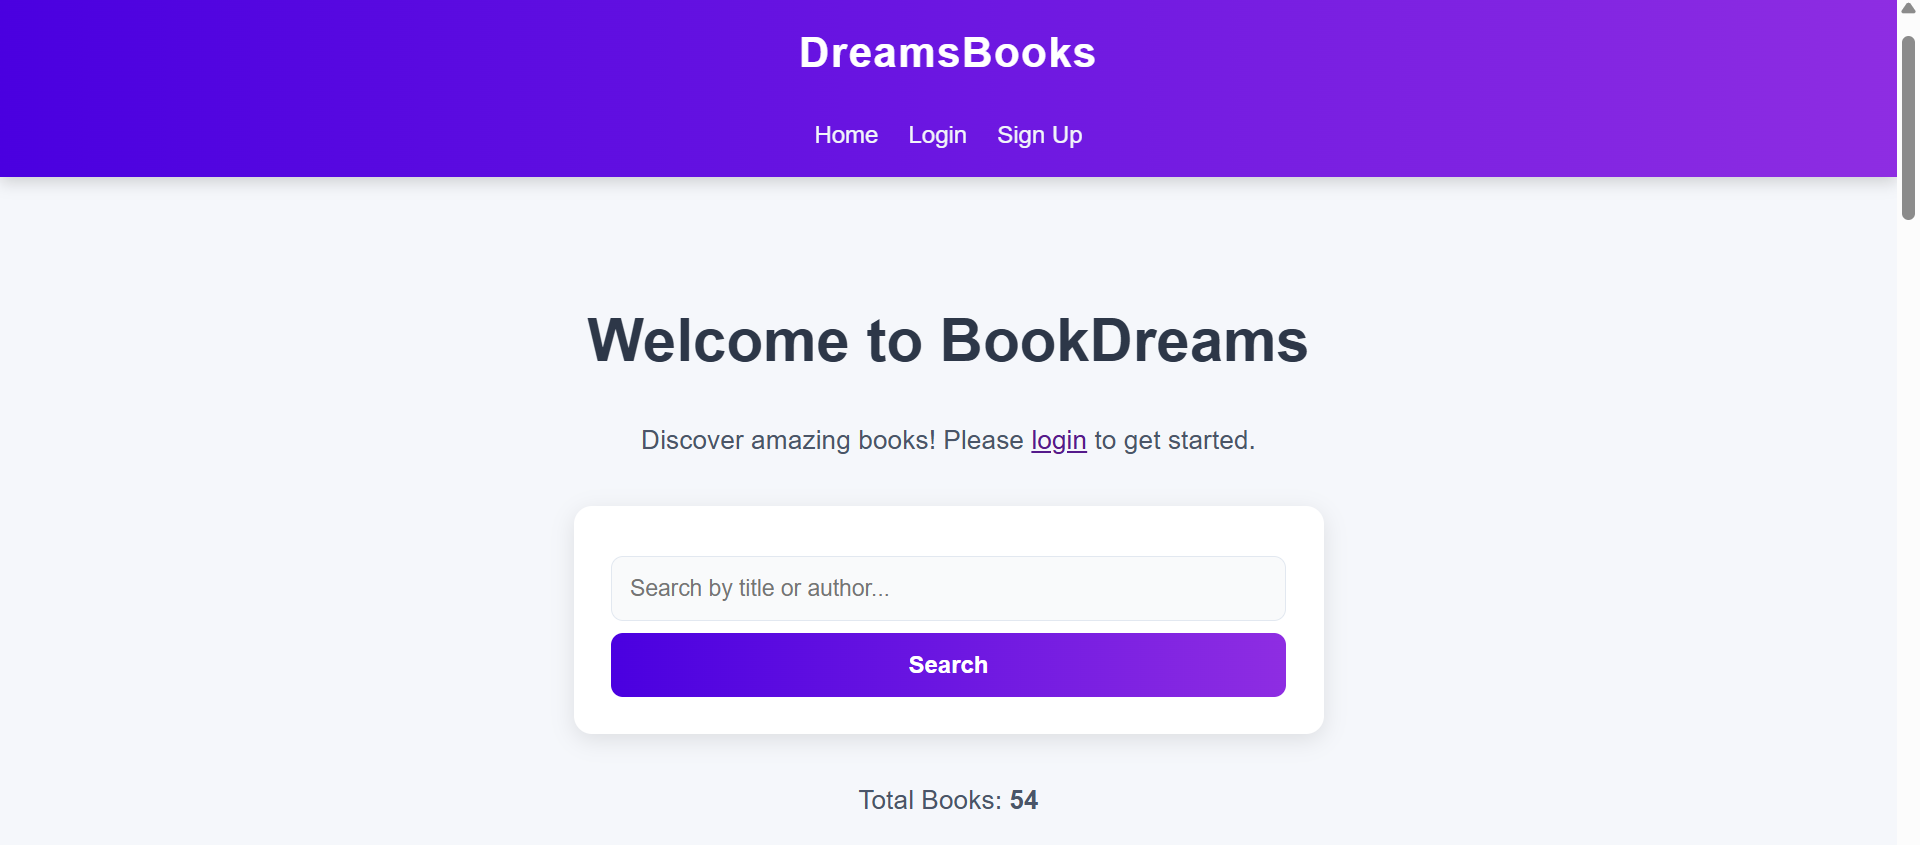 DreamsBooks
Home Login Sign Up
Welcome to BookDreams
Discover amazing books! Please login to get started.
Search by title or author...
Search
Total Books: 54